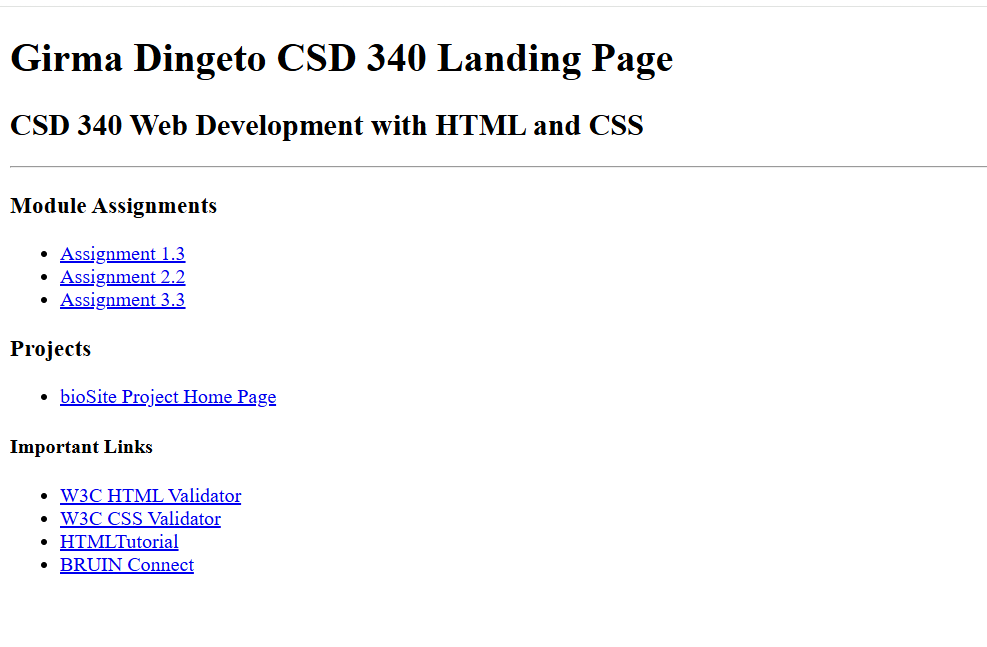 Girma Dingeto CSD 340 Landing Page
CSD 340 Web Development with HTML and CSS
Module Assignments
Assignment 1.3
Assignment 2.2
Assignment 3.3
Projects
bioSite Project Home Page
Important Links
W3C HTML Validator
W3C CSS Validator
HTMLTutorial
BRUIN Connect